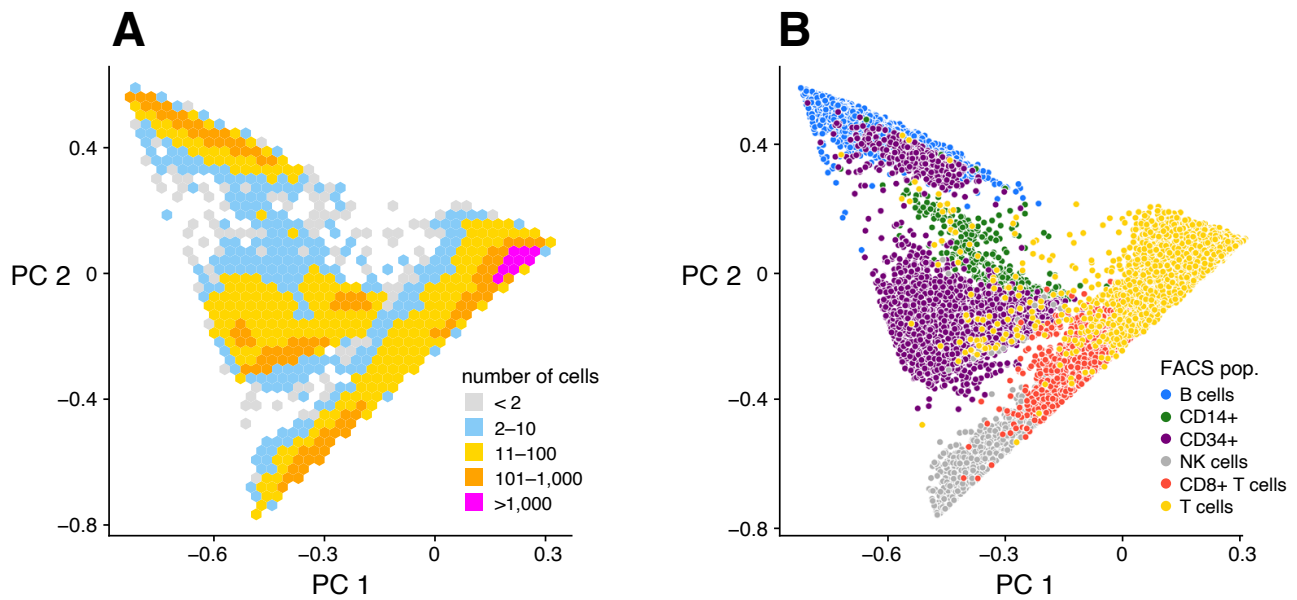 A
0.4
0
−0.4
−0.8
PC 2
−0.6
−0.3
0
0.3
PC 1
number of cells
< 2
2–10
11–100
101–1,000
>1,000
B
0.4
0
−0.4
−0.8
PC 2
−0.6
−0.3
0
0.3
PC 1
FACS pop.
B cells
CD14+
CD34+
NK cells
CD8+ T cells
T cells